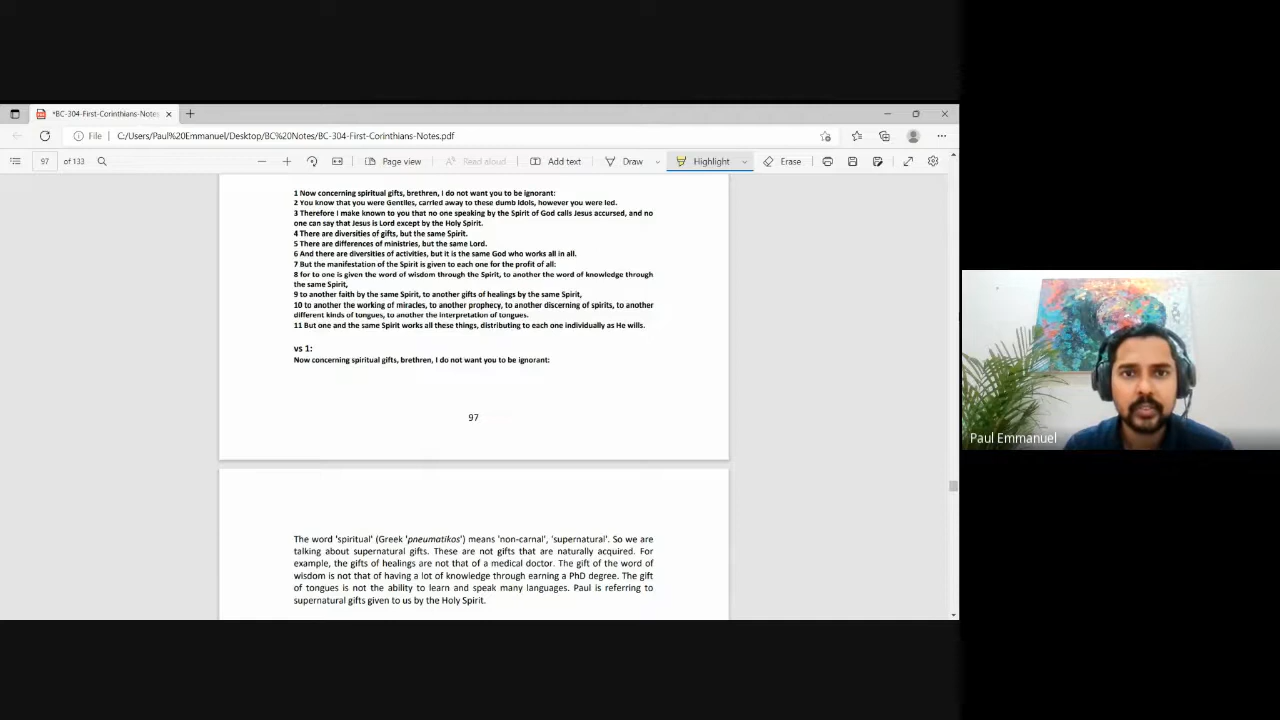 *BC-304-First-Corinthians-Notes
File
C:/Users/Paul%20Emmanuel/Desktop/BC%20Notes/BC-304-First-Corinthians-Notes.pdf
97 of 133
Page view
Read aloud
Add text
Draw
Highlight
Erase
1 Now concerning spiritual gifts, brethren, I do not want you to be ignorant:
2 You know that you were Gentiles, carried away to these dumb idols, however you were led.
3 Therefore I make known to you that no one speaking by the Spirit of God calls Jesus accursed, and no
one can say that Jesus is Lord except by the Holy Spirit.
4 There are diversities of gifts, but the same Spirit.
5 There are differences of ministries, but the same Lord.
6 And there are diversities of activities, but it is the same God who works all in all.
7 But the manifestation of the Spirit is given to each one for the profit of all:
8 for to one is given the word of wisdom through the Spirit, to another the word of knowledge through
the same Spirit,
9 to another faith by the same Spirit, to another gifts of healings by the same Spirit,
10 to another the working of miracles, to another prophecy, to another discerning of spirits, to another
different kinds of tongues, to another the interpretation of tongues.
11 But one and the same Spirit works all these things, distributing to each one individually as He wills.
vs 1:
Now concerning spiritual gifts, brethren, I do not want you to be ignorant:
97
The word 'spiritual' (Greek 'pneumatikos') means 'non-carnal', 'supernatural'. So we are
talking about supernatural gifts. These are not gifts that are naturally acquired. For
example, the gifts of healings are not that of a medical doctor. The gift of the word of
wisdom is not that of having a lot of knowledge through earning a PhD degree. The gift
of tongues is not the ability to learn and speak many languages. Paul is referring to
supernatural gifts given to us by the Holy Spirit.
Paul Emmanuel